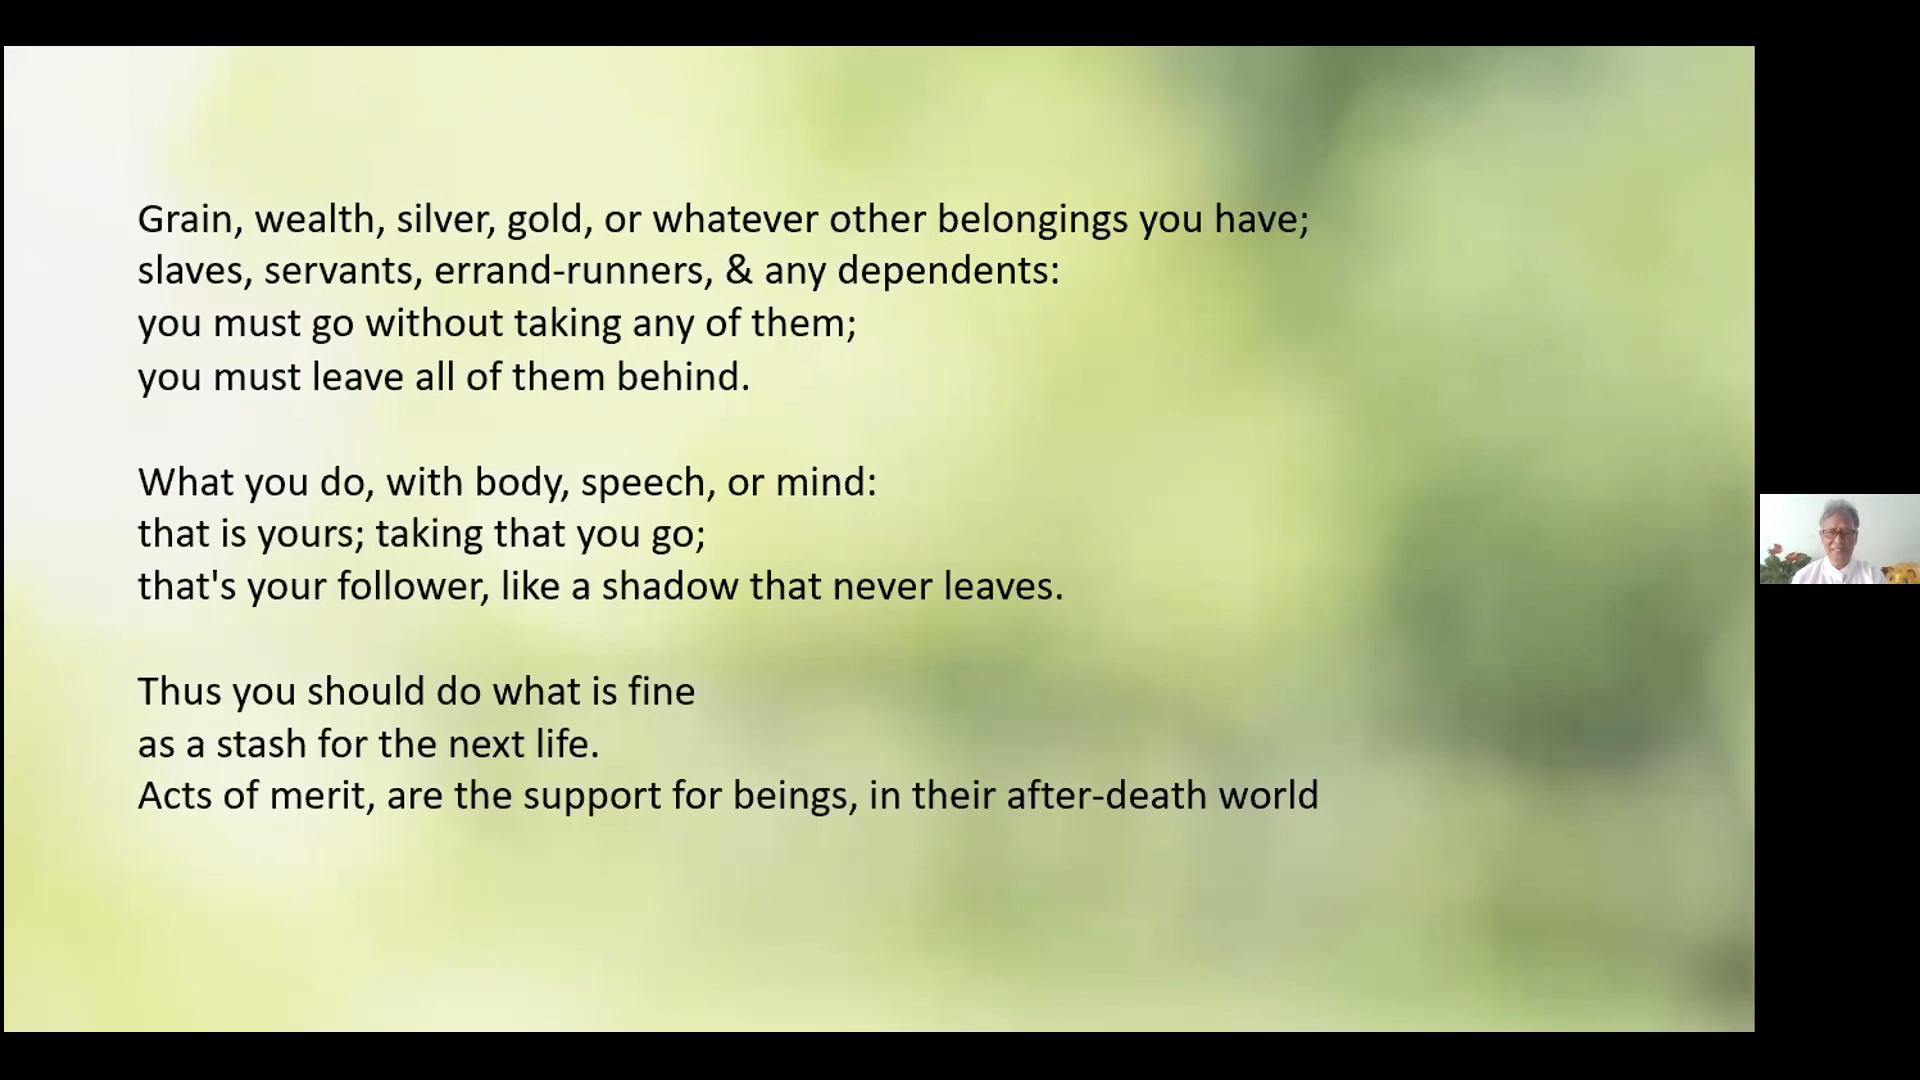 Grain, wealth, silver, gold, or whatever other belongings you have;
slaves, servants, errand-runners, & any dependents:
you must go without taking any of them;
you must leave all of them behind.
What you do, with body, speech, or mind:
that is yours; taking that you go;
that's your follower, like a shadow that never leaves.
Thus you should do what is fine
as a stash for the next life.
Acts of merit, are the support for beings, in their after-death world